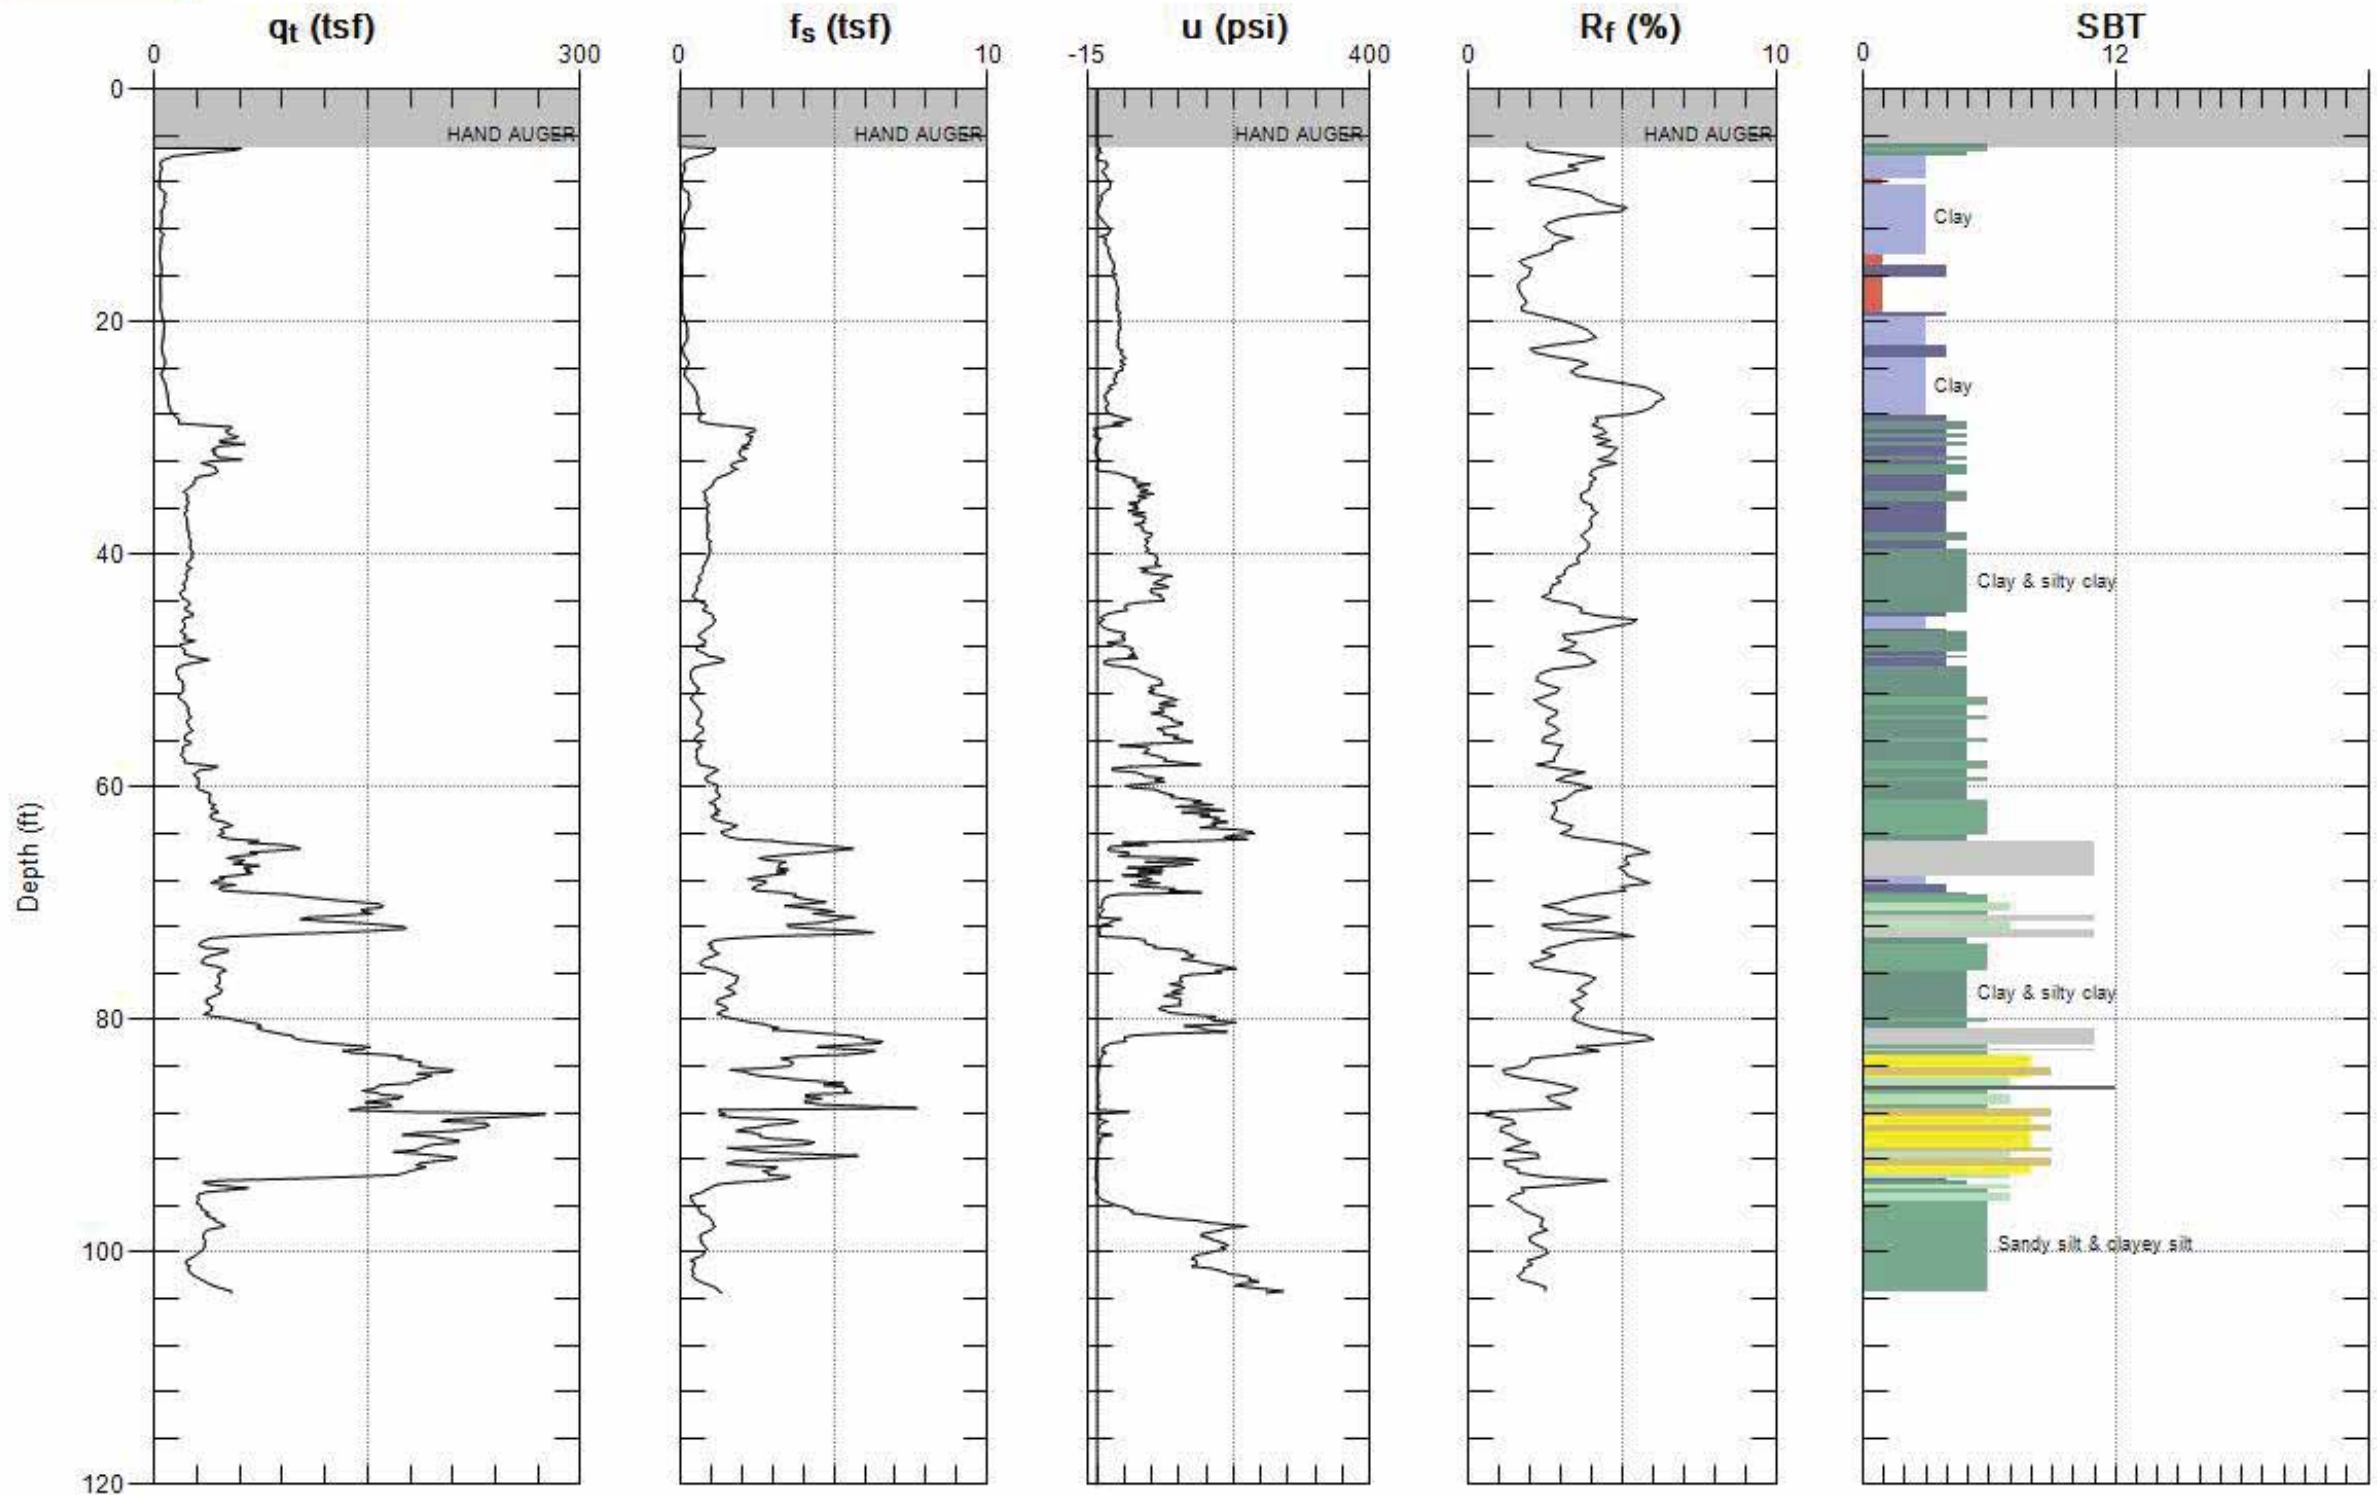 qt (tsf) fs (tsf) u (psi) Rf (%) SBT
0 300 0 10 -15 400 0 10 0 12
0
HAND AUGER HAND AUGER HAND AUGER HAND AUGER
Clay
20
Clay
40
Clay & silty clay
60
Depth (ft)
Clay & silty clay
80
100
Sandy silt & clayey silt
120